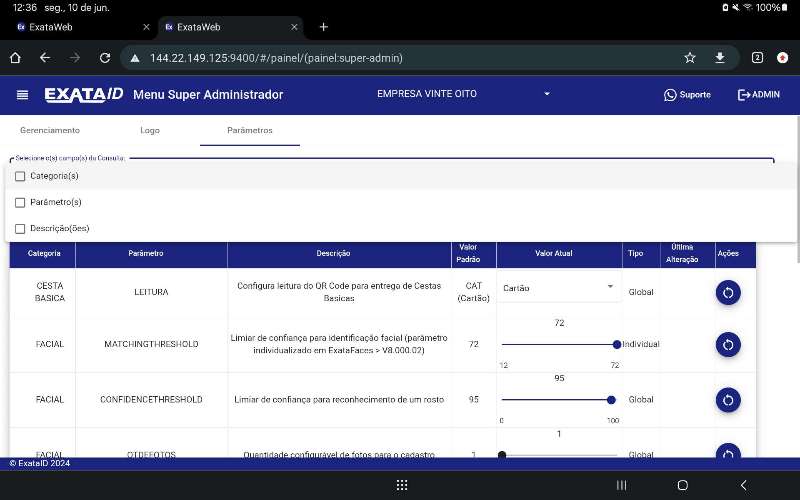 12:36 seg., 10 de jun.
100%
Ex ExataWeb
Ex ExataWeb
144.22.149.125:9400/#/painel/(painel:super-admin)
2
EXATAID Menu Super Administrador
EMPRESA VINTE OITO
Suporte
ADMIN
Gerenciamento
Logo
Parâmetros
Selecione o(s) campo(s) da Consulta:
Categoria(s)
Parâmetro(s)
Descrição(ões)
Categoria
Parâmetro
Descrição
Valor Padrão
Valor Atual
Tipo
Última Alteração
Ações
CESTA BASICA
LEITURA
Configura leitura do QR Code para entrega de Cestas Basicas
CAT (Cartão)
Cartão
Global
FACIAL
MATCHINGTHRESHOLD
Limiar de confiança para identificação facial (parâmetro individualizado em ExataFaces > V8.000.02)
72
72
12
72
Individual
FACIAL
CONFIDENCETHRESHOLD
Limiar de confiança para reconhecimento de um rosto
95
95
0
100
Global
FACIAL
QTDEFOTOS
Quantidade configurável de fotos para o cadastro
1
1
Global
© ExataID 2024